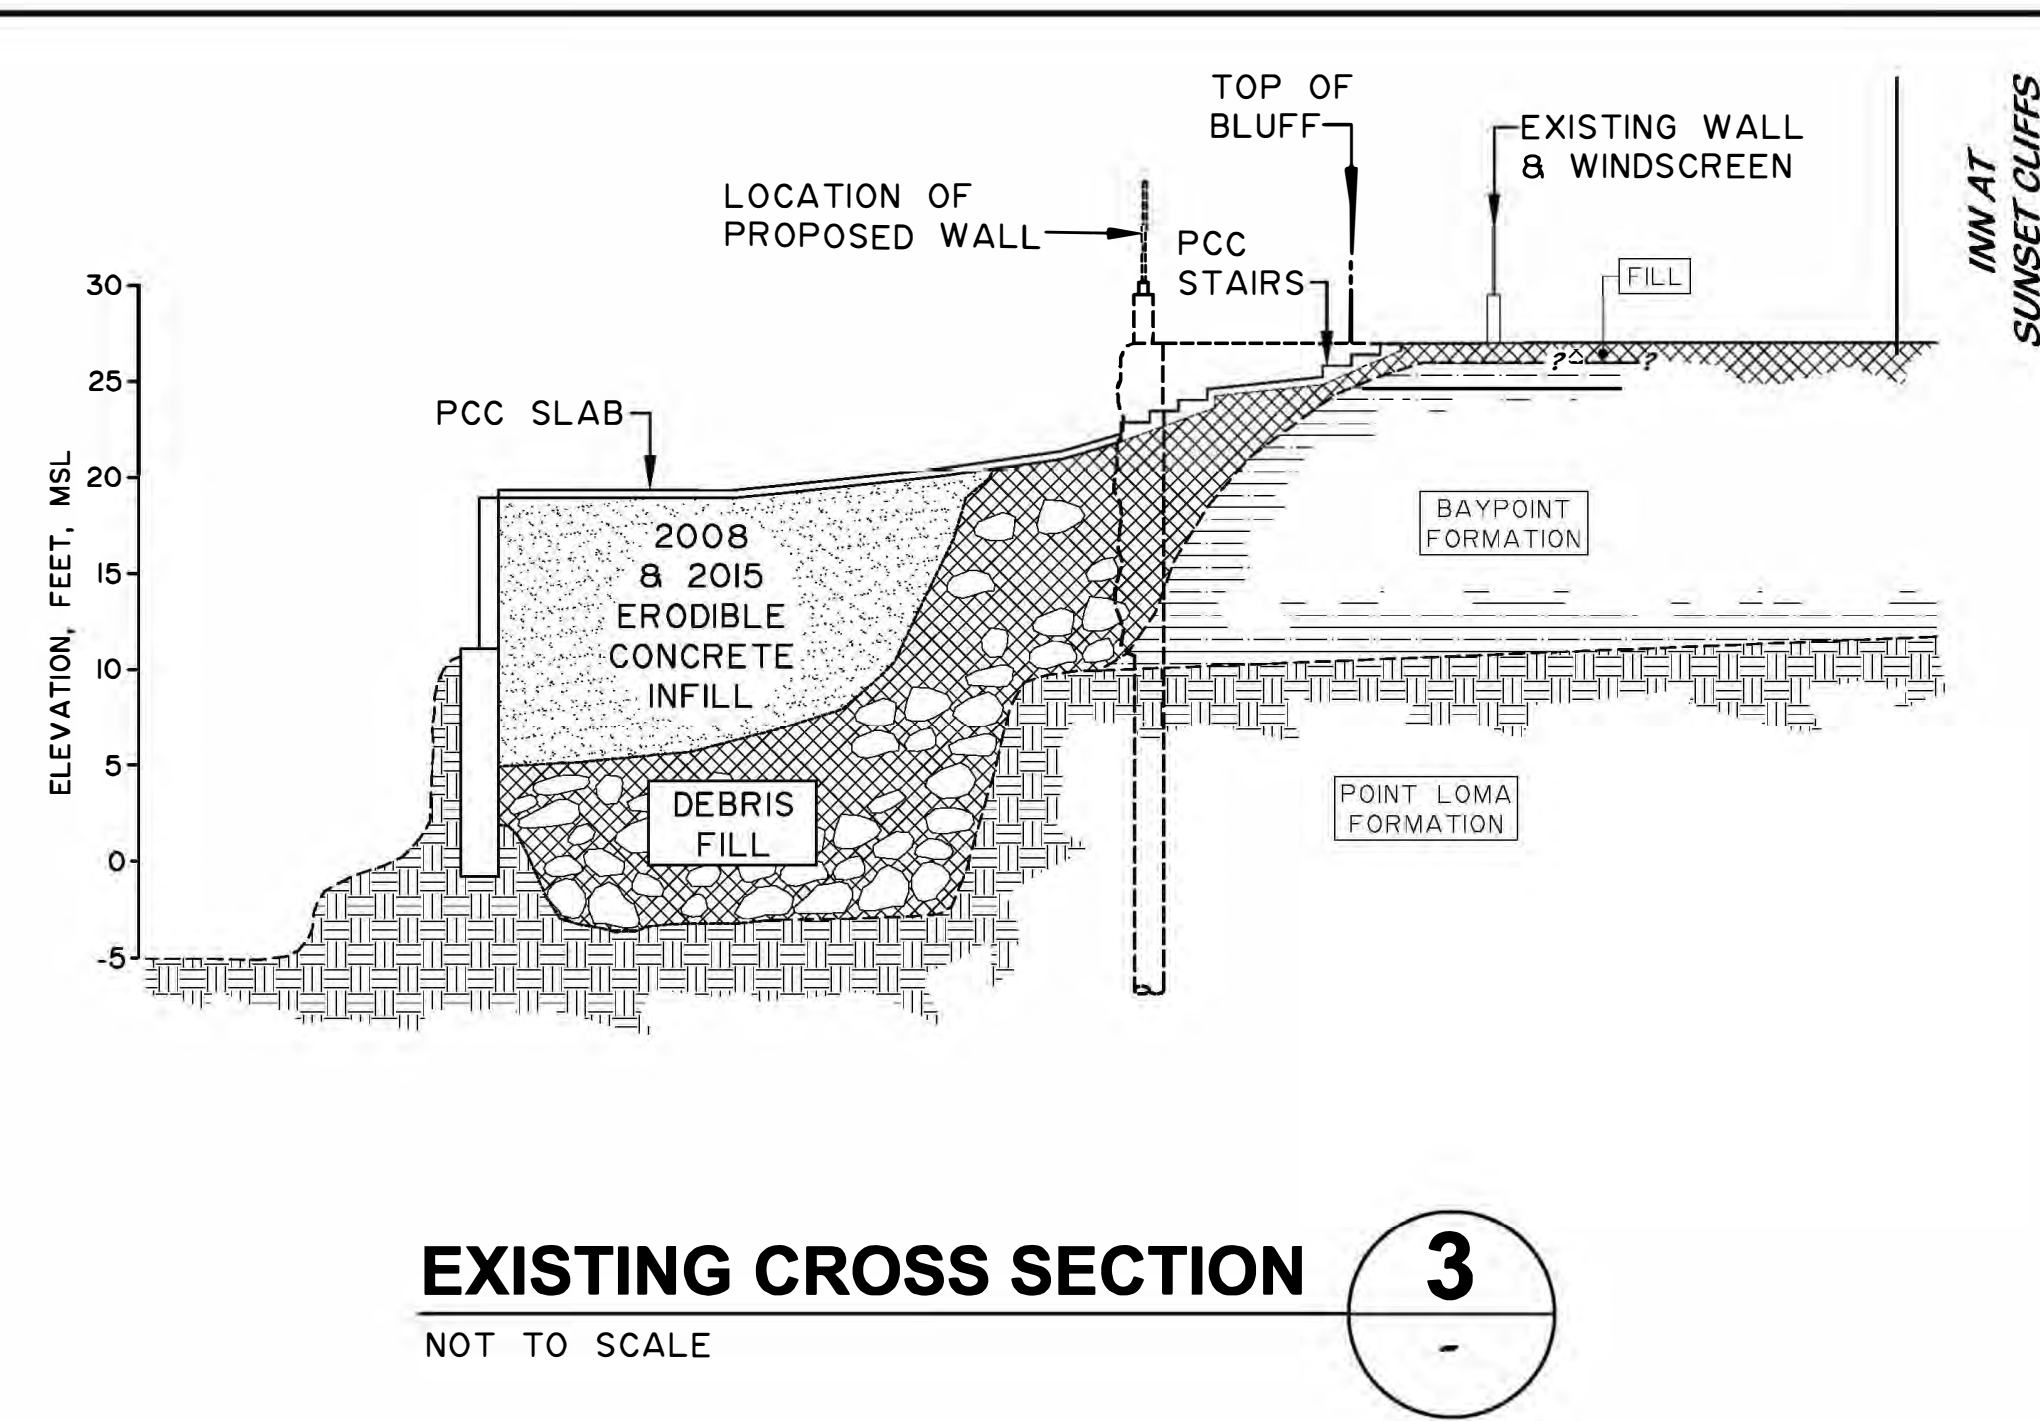 TOP OF
BLUFF
EXISTING WALL
& WINDSCREEN
INN AT
SUNSET CLIFFS
LOCATION OF
PROPOSED WALL
PCC
STAIRS
FILL
30
25
20
15
10
5
0
-5
ELEVATION, FEET, MSL
PCC SLAB
? ?
2008
& 2015
ERODIBLE
CONCRETE
INFILL
BAYPOINT
FORMATION
DEBRIS
FILL
POINT LOMA
FORMATION
EXISTING CROSS SECTION
3
NOT TO SCALE
-